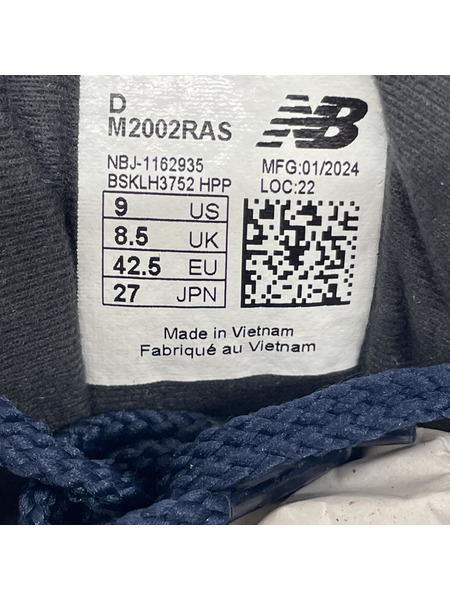 D
M2002RAS
NB
NBJ-1162935
MFG:01/2024
BSKLH3752 HPP
LOC:22
9 US
8.5 UK
42.5 EU
27 JPN
Made in Vietnam
Fabriqué au Vietnam